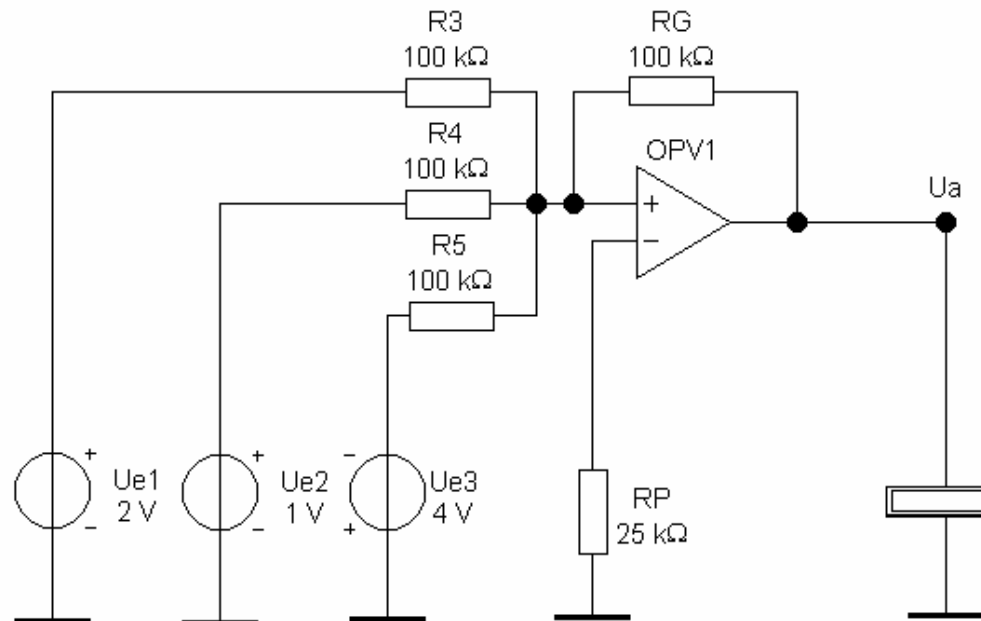 R3
100 kΩ
RG
100 kΩ
R4
100 kΩ
OPV1
+
−
Ua
R5
100 kΩ
+
Ue1
2 V
−
+
Ue2
1 V
−
−
Ue3
4 V
+
RP
25 kΩ